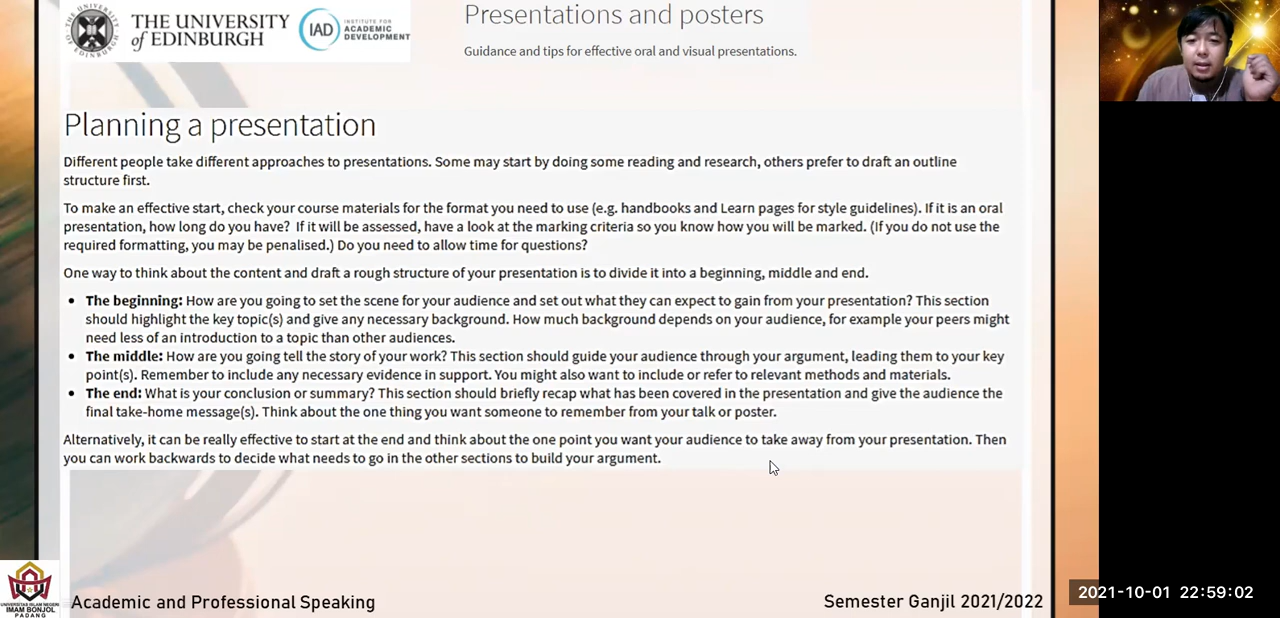 THE UNIVERSITY
of EDINBURGH
IAD
INSTITUTE FOR
ACADEMIC
DEVELOPMENT
Presentations and posters
Guidance and tips for effective oral and visual presentations.
Planning a presentation
Different people take different approaches to presentations. Some may start by doing some reading and research, others prefer to draft an outline
structure first.
To make an effective start, check your course materials for the format you need to use (e.g. handbooks and Learn pages for style guidelines). If it is an oral
presentation, how long do you have? If it will be assessed, have a look at the marking criteria so you know how you will be marked. (If you do not use the
required formatting, you may be penalised.) Do you need to allow time for questions?
One way to think about the content and draft a rough structure of your presentation is to divide it into a beginning, middle and end.
• The beginning: How are you going to set the scene for your audience and set out what they can expect to gain from your presentation? This section
should highlight the key topic(s) and give any necessary background. How much background depends on your audience, for example your peers might
need less of an introduction to a topic than other audiences.
• The middle: How are you going tell the story of your work? This section should guide your audience through your argument, leading them to your key
point(s). Remember to include any necessary evidence in support. You might also want to include or refer to relevant methods and materials.
• The end: What is your conclusion or summary? This section should briefly recap what has been covered in the presentation and give the audience the
final take-home message(s). Think about the one thing you want someone to remember from your talk or poster.
Alternatively, it can be really effective to start at the end and think about the one point you want your audience to take away from your presentation. Then
you can work backwards to decide what needs to go in the other sections to build your argument.
UNIVERSITAS ISLAM NEGERI
IMAM BONJOL
PADANG
Academic and Professional Speaking
Semester Ganjil 2021/2022
2021-10-01 22:59:02